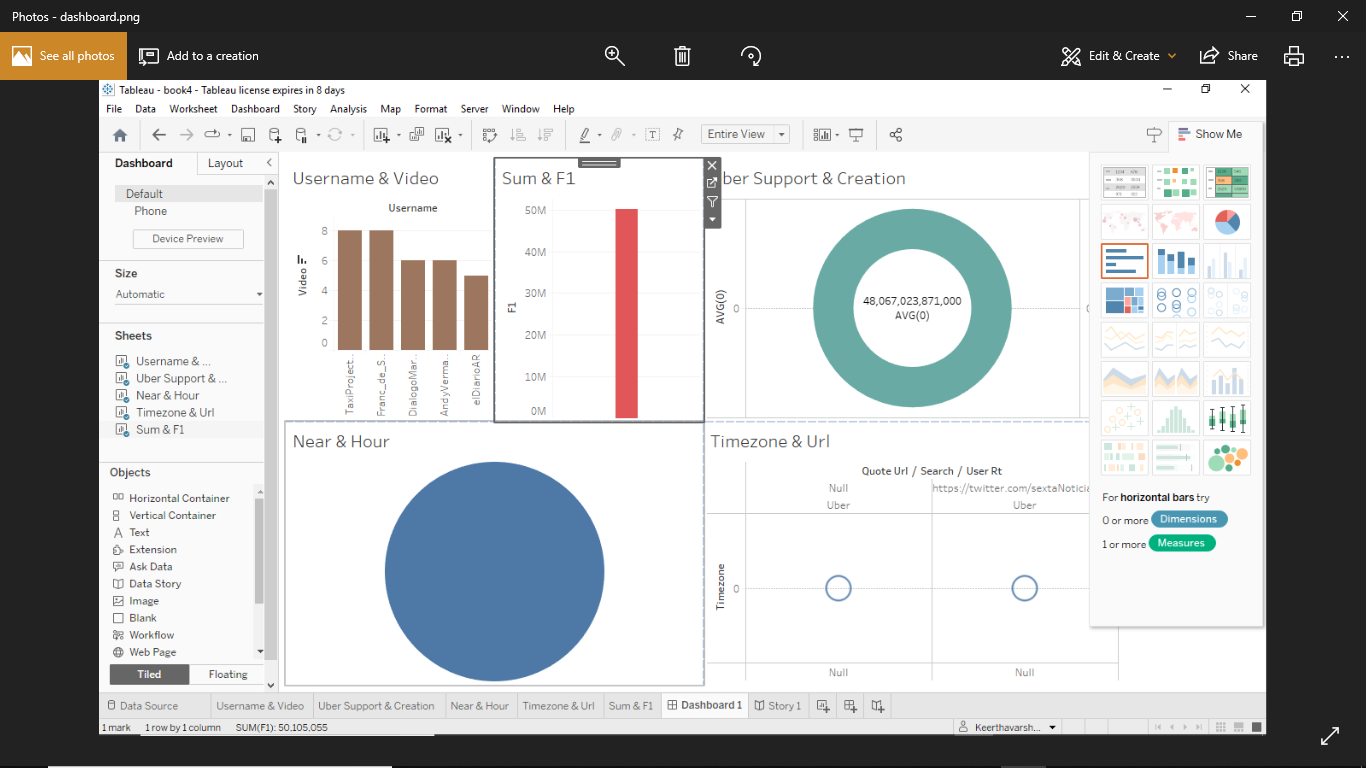 Photos - dashboard.png
See all photos
Add to a creation
Edit & Create
Share
Tableau - book4 - Tableau license expires in 8 days
File Data Worksheet Dashboard Story Analysis Map Format Server Window Help
Entire View
Show Me
Dashboard Layout
Default
Phone
Device Preview
Size
Automatic
Sheets
Username & ...
Uber Support & ...
Near & Hour
Timezone & Url
Sum & F1
Objects
Horizontal Container
Vertical Container
Text
Extension
Ask Data
Data Story
Image
Blank
Workflow
Web Page
Tiled Floating
Username & Video
Username
Video
8
6
4
2
0
TaxiProject..
Franc_de_S..
DialogoMar..
AndyVerma..
elDiarioAR
Sum & F1
F1
50M
40M
30M
20M
10M
0M
ber Support & Creation
AVG(0)
0
48,067,023,871,000
AVG(0)
Near & Hour
Timezone & Url
Quote Url / Search / User Rt
Null https://twitter.com/sextaNoticia
Uber Uber
Timezone
0
Null Null
For horizontal bars try
0 or more Dimensions
1 or more Measures
Data Source Username & Video Uber Support & Creation Near & Hour Timezone & Url Sum & F1 Dashboard 1 Story 1
1 mark 1 row by 1 column SUM(F1): 50,105,055
Keerthavarsh...